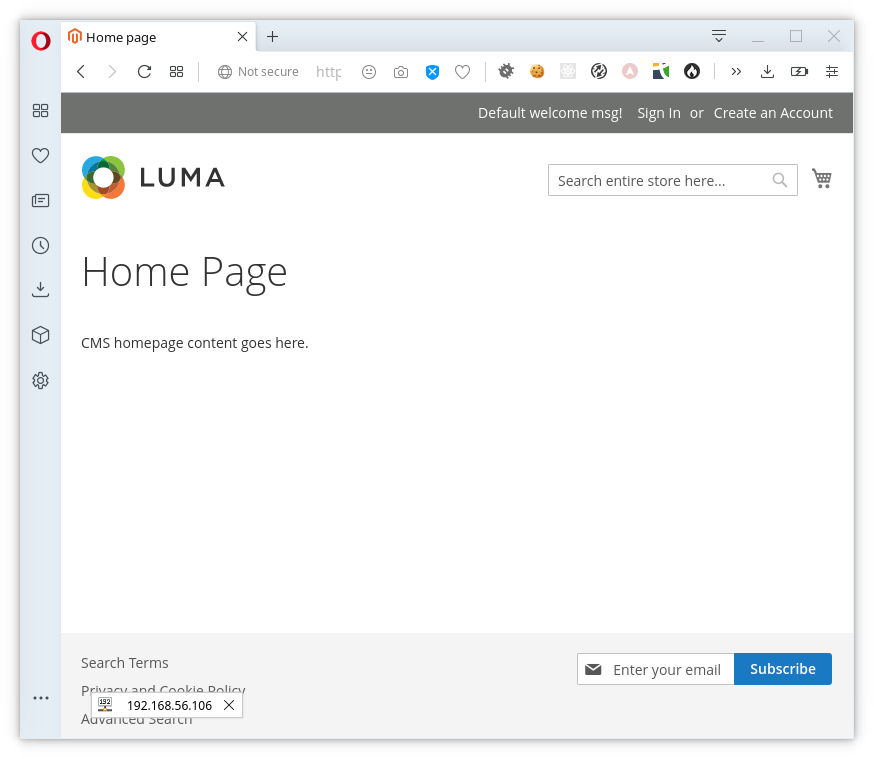 Home page
Not secure http
Default welcome msg! Sign In or Create an Account
LUMA
Search entire store here...
Home Page
CMS homepage content goes here.
Search Terms
Enter your email Subscribe
Privacy and Cookie Policy
192.168.56.106
Advanced Search